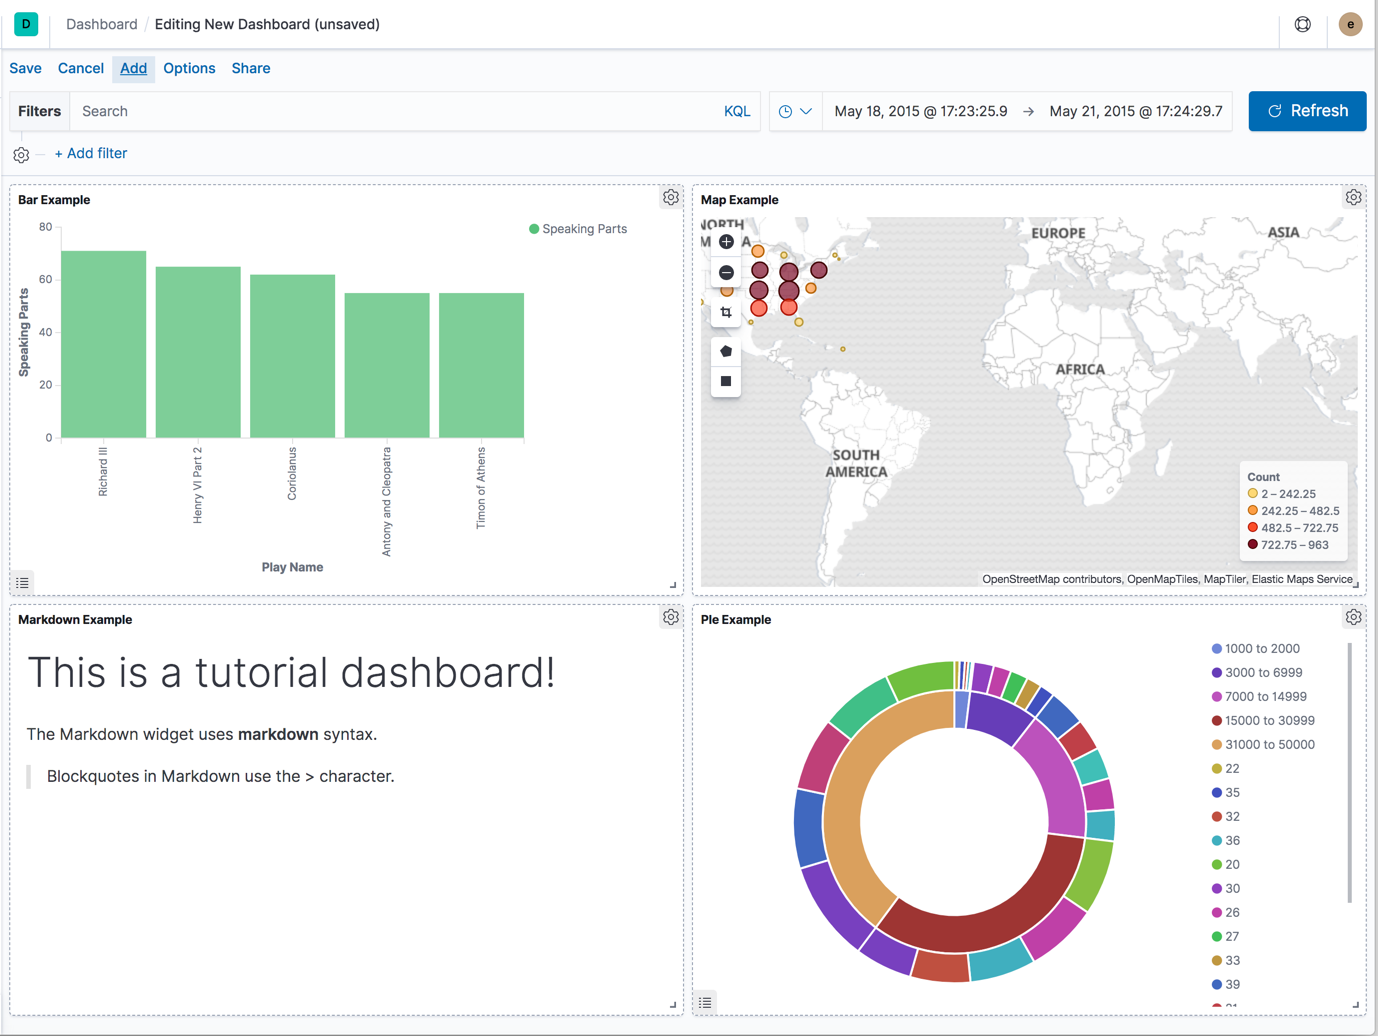 D Dashboard / Editing New Dashboard (unsaved) e
Save Cancel Add Options Share
Filters Search KQL May 18, 2015 @ 17:23:25.9 → May 21, 2015 @ 17:24:29.7 Refresh
+ Add filter
Bar Example
Speaking Parts
80
60
40
20
0
Speaking Parts
Richard III
Henry VI Part 2
Coriolanus
Antony and Cleopatra
Timon of Athens
Play Name
Map Example
NORTH
EUROPE
ASIA
AFRICA
SOUTH
AMERICA
Count
2 – 242.25
242.25 – 482.5
482.5 – 722.75
722.75 – 963
OpenStreetMap contributors, OpenMapTiles, MapTiler, Elastic Maps Service
Markdown Example
This is a tutorial dashboard!
The Markdown widget uses markdown syntax.
Blockquotes in Markdown use the > character.
PIe Example
1000 to 2000
3000 to 6999
7000 to 14999
15000 to 30999
31000 to 50000
22
35
32
36
20
30
26
27
33
39